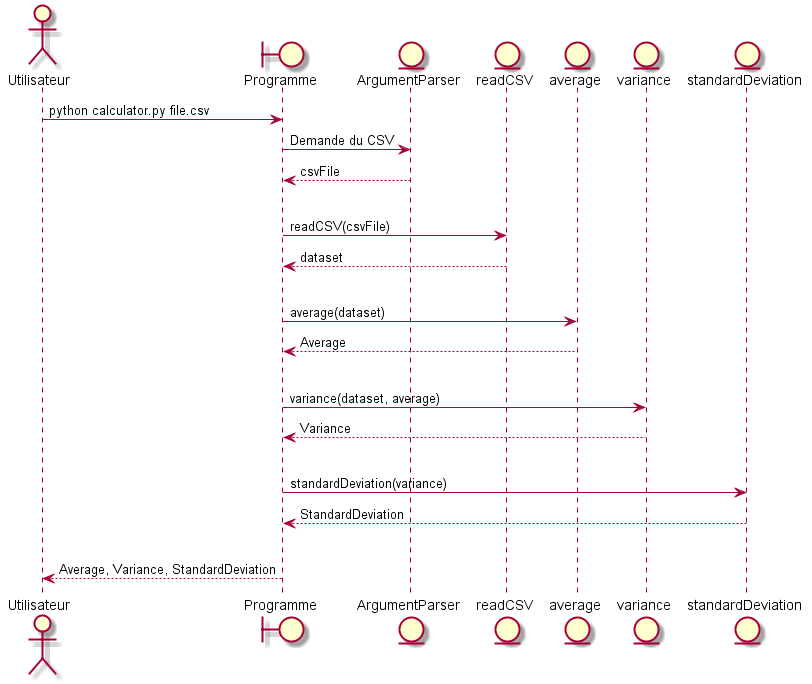 Utilisateur Programme ArgumentParser readCSV average variance standardDeviation
python calculator.py file.csv
Demande du CSV
csvFile
readCSV(csvFile)
dataset
average(dataset)
Average
variance(dataset, average)
Variance
standardDeviation(variance)
StandardDeviation
Average, Variance, StandardDeviation
Utilisateur Programme ArgumentParser readCSV average variance standardDeviation